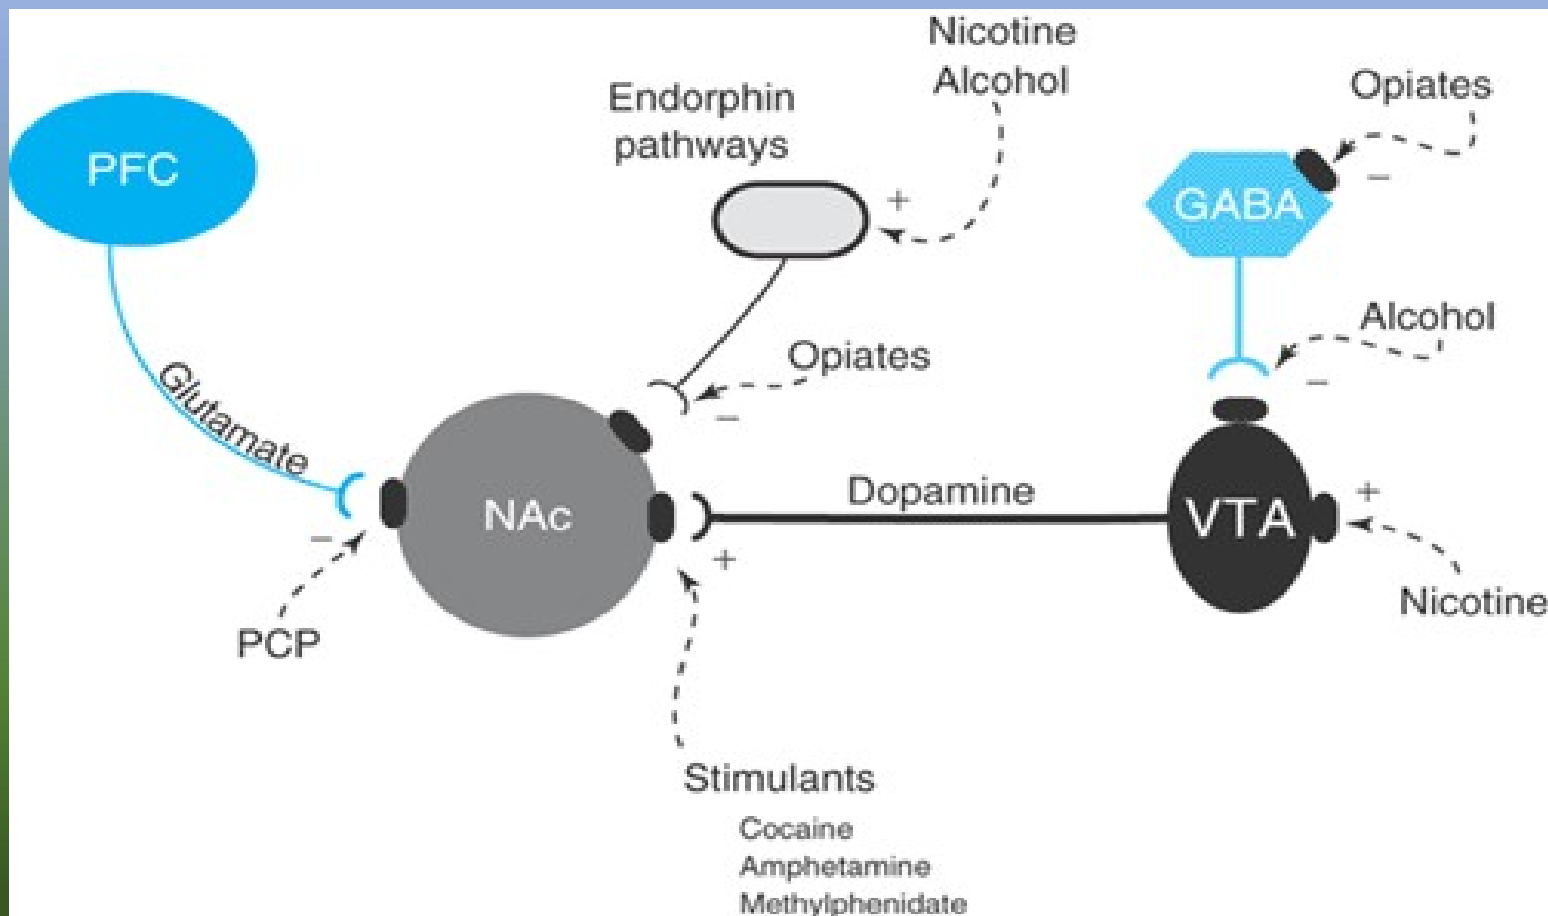 Nicotine
Alcohol
Endorphin
pathways
Opiates
PFC
+
GABA
−
Alcohol
Opiates
−
−
Glutamate
Dopamine
NAc
VTA
+
−
+
PCP
Nicotine
Stimulants
Cocaine
Amphetamine
Methylphenidate